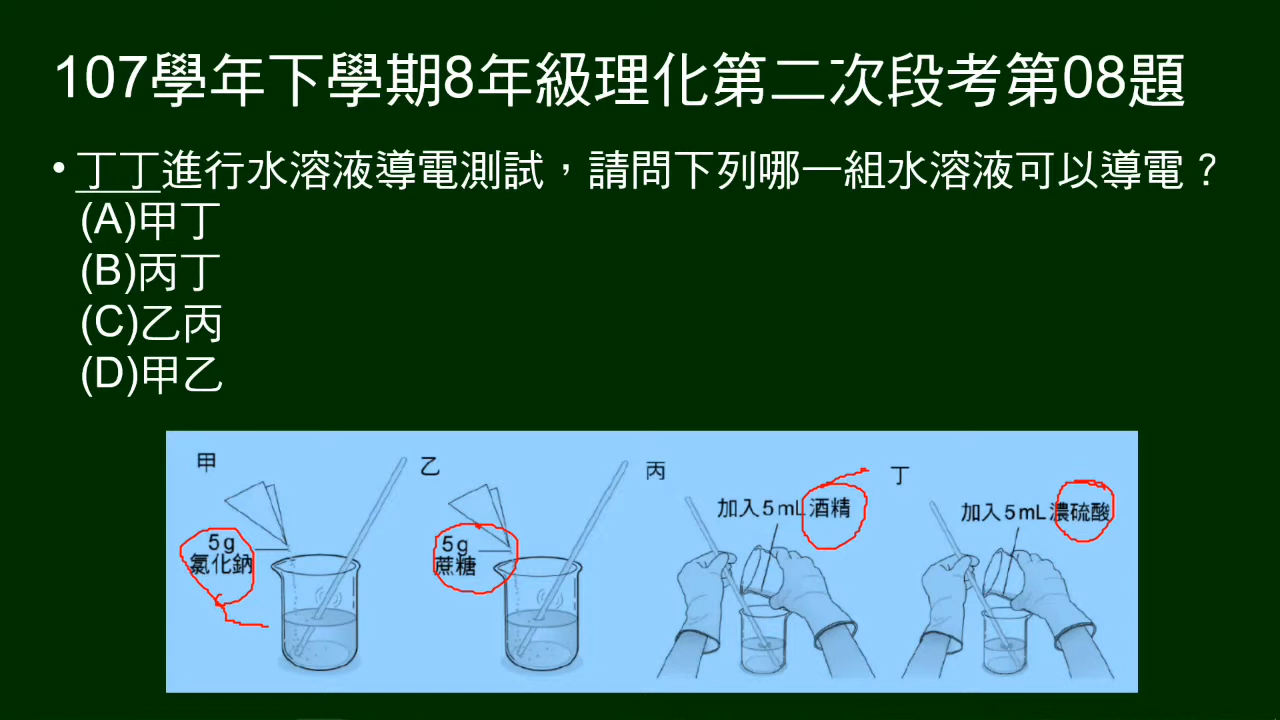 107學年下學期8年級理化第二次段考第08題
•丁丁進行水溶液導電測試，請問下列哪一組水溶液可以導電？
(A)甲丁
(B)丙丁
(C)乙丙
(D)甲乙
甲
5g
氯化鈉
乙
5g
蔗糖
丙
加入5mL酒精
丁
加入5mL濃硫酸